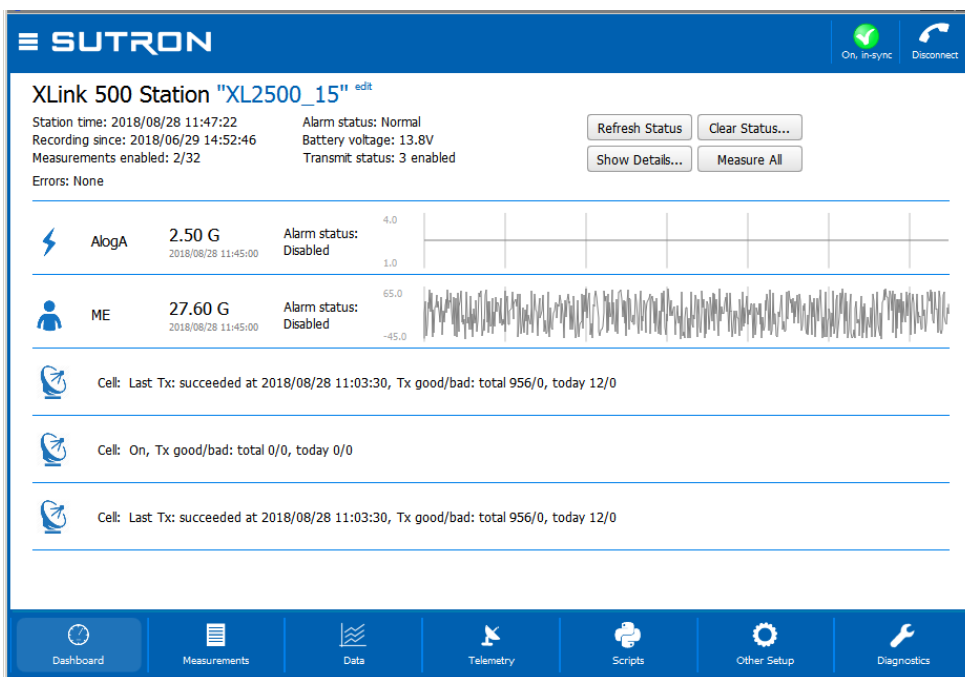 SUTRON
On, in-sync
Disconnect
XLink 500 Station "XL2500_15" edit
Station time: 2018/08/28 11:47:22
Recording since: 2018/06/29 14:52:46
Measurements enabled: 2/32
Errors: None
Alarm status: Normal
Battery voltage: 13.8V
Transmit status: 3 enabled
Refresh Status
Clear Status...
Show Details...
Measure All
AlogA
2.50 G
2018/08/28 11:45:00
Alarm status:
Disabled
4.0
1.0
ME
27.60 G
2018/08/28 11:45:00
Alarm status:
Disabled
65.0
-45.0
Cell: Last Tx: succeeded at 2018/08/28 11:03:30, Tx good/bad: total 956/0, today 12/0
Cell: On, Tx good/bad: total 0/0, today 0/0
Cell: Last Tx: succeeded at 2018/08/28 11:03:30, Tx good/bad: total 956/0, today 12/0
Dashboard
Measurements
Data
Telemetry
Scripts
Other Setup
Diagnostics